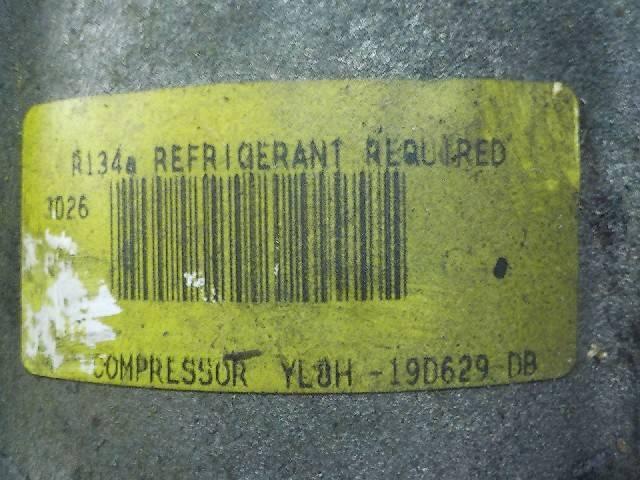 R134a REFRIGERANT REQUIRED
1026
COMPRESSOR YL8H -19D629 DB